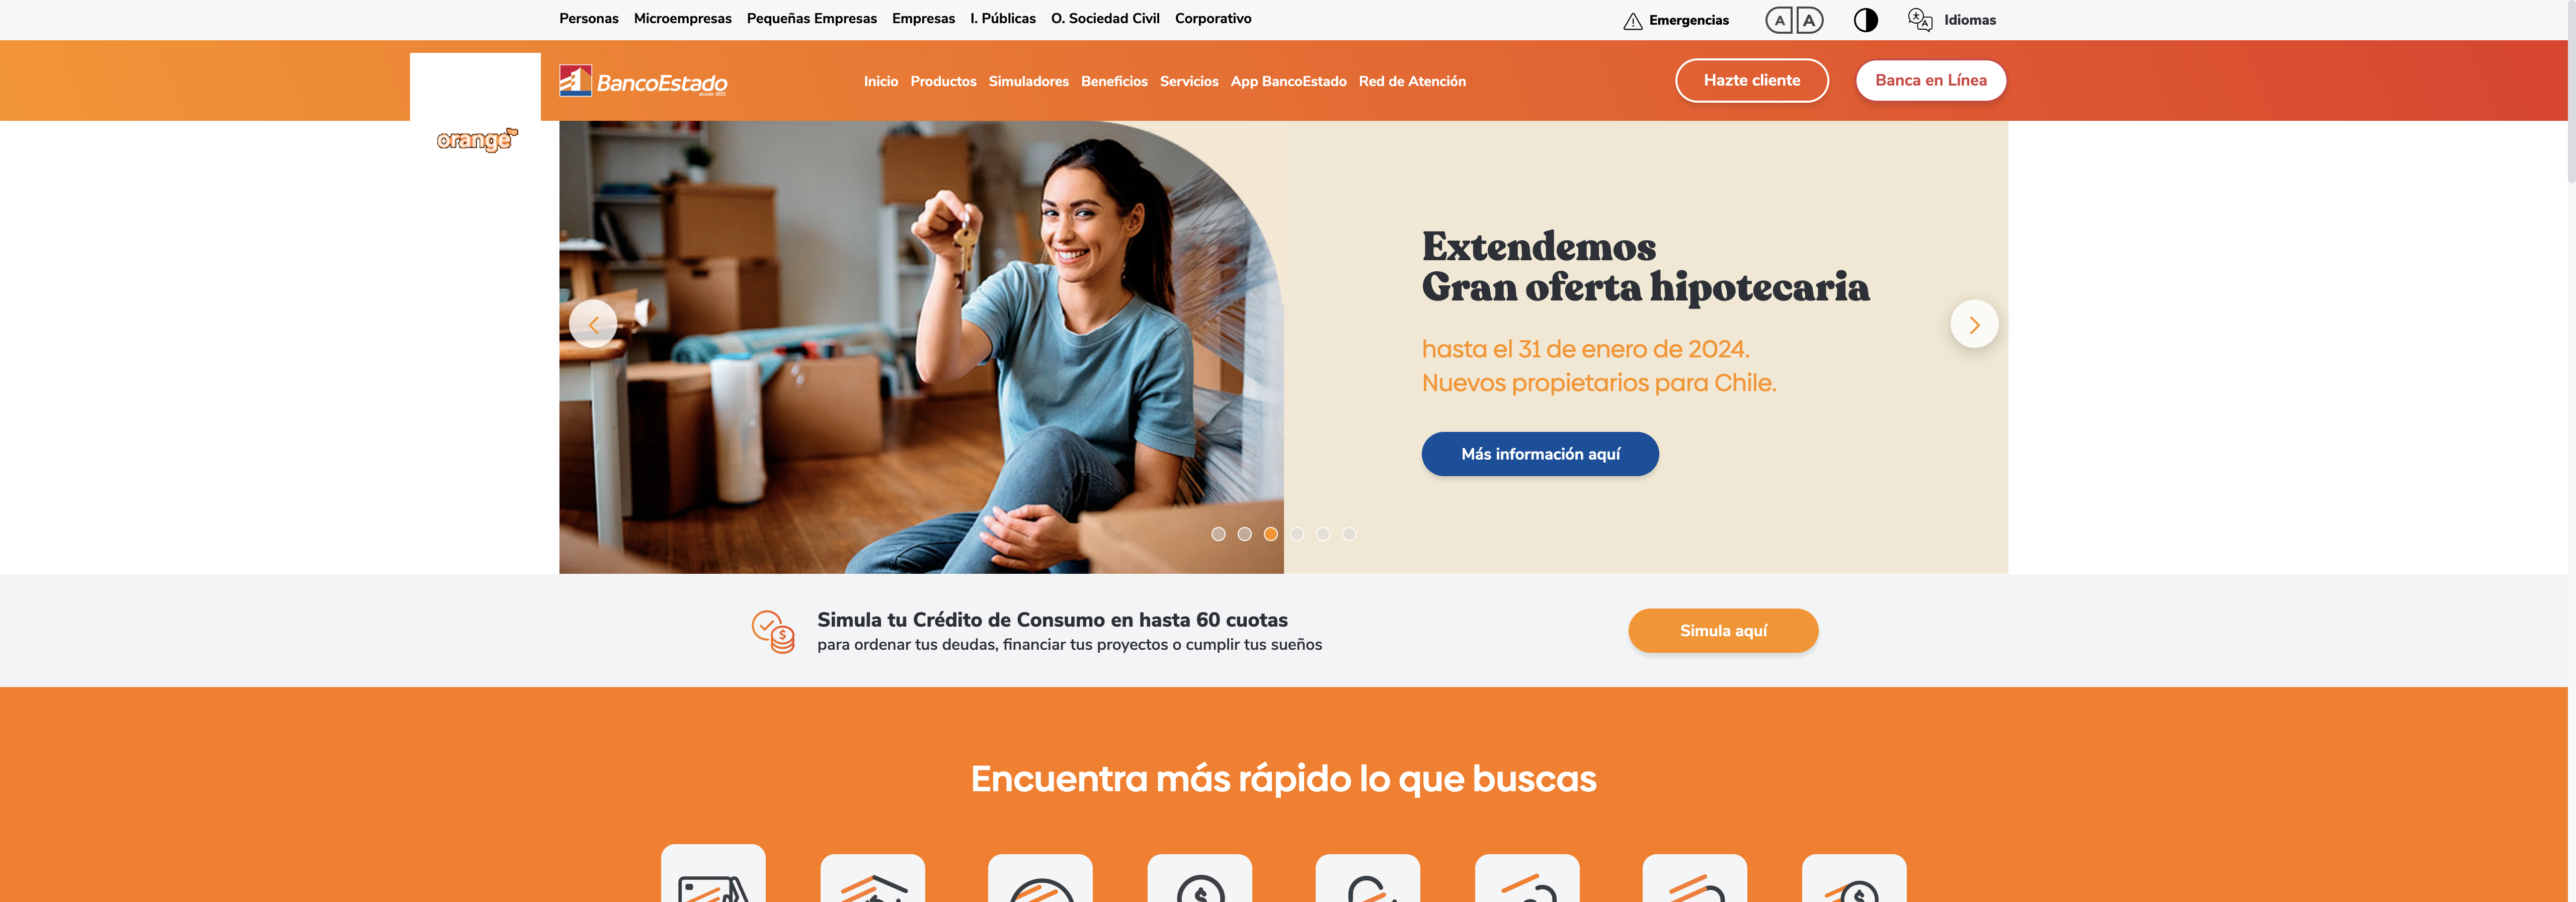 Personas Microempresas Pequeñas Empresas Empresas I. Públicas O. Sociedad Civil Corporativo
Emergencias A A Idiomas
BancoEstado
desde 1855
Inicio Productos Simuladores Beneficios Servicios App BancoEstado Red de Atención
Hazte cliente
Banca en Línea
orange
Extendemos
Gran oferta hipotecaria
hasta el 31 de enero de 2024.
Nuevos propietarios para Chile.
Más información aquí
Simula tu Crédito de Consumo en hasta 60 cuotas
para ordenar tus deudas, financiar tus proyectos o cumplir tus sueños
Simula aquí
Encuentra más rápido lo que buscas